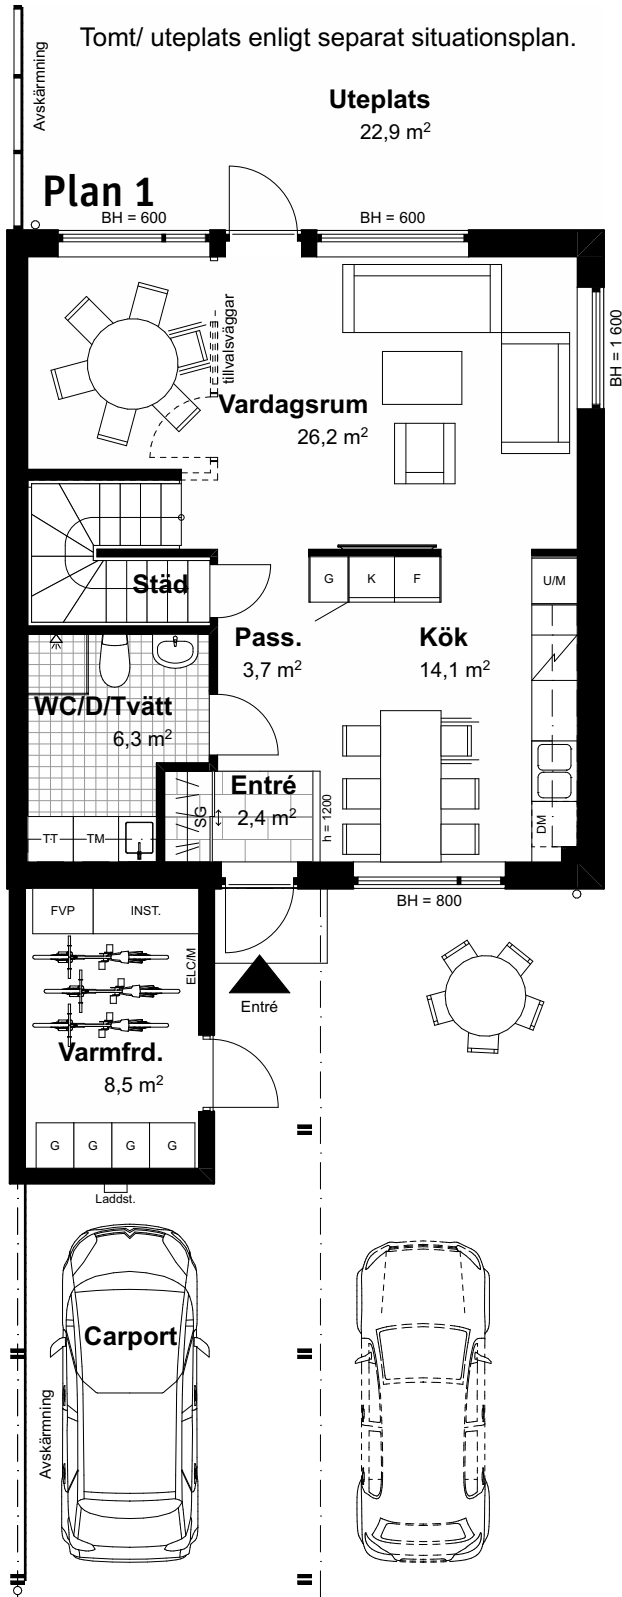 Tomt/ uteplats enligt separat situationsplan.
Avskärmning
Uteplats
22,9 m²
Plan 1
BH = 600
BH = 600
BH = 1 600
tillvalsväggar
Vardagsrum
26,2 m²
Städ
G
K
F
U/M
Pass.
3,7 m²
Kök
14,1 m²
WC/D/Tvätt
6,3 m²
Entré
2,4 m²
SG
h = 1200
TT
TM
DM
BH = 800
FVP
INST.
ELC/M
Entré
Varmfrd.
8,5 m²
G
G
G
G
Laddst.
Carport
Avskärmning